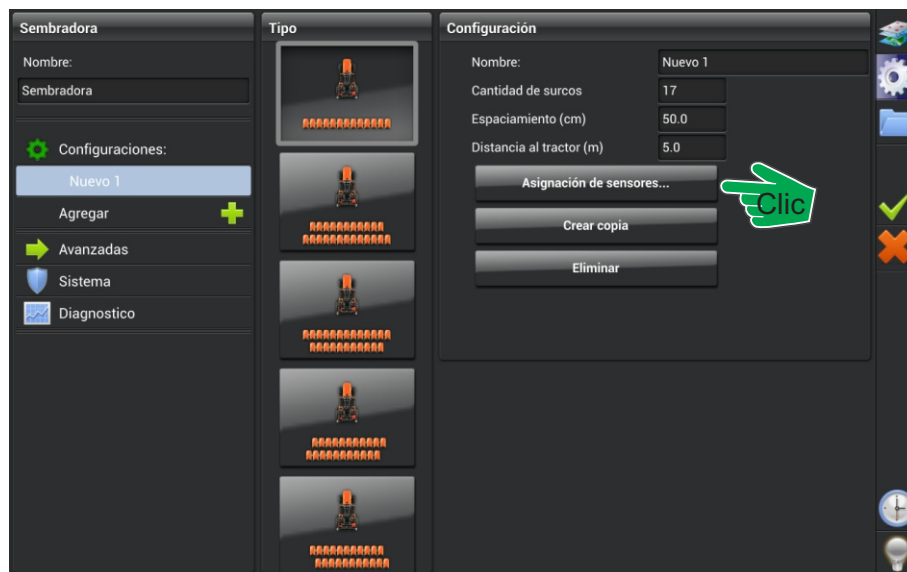 Sembradora
Nombre:
Sembradora
Configuraciones:
Nuevo 1
Agregar
Avanzadas
Sistema
Diagnostico
Tipo
Configuración
Nombre: Nuevo 1
Cantidad de surcos 17
Espaciamiento (cm) 50.0
Distancia al tractor (m) 5.0
Asignación de sensores...
Clic
Crear copia
Eliminar